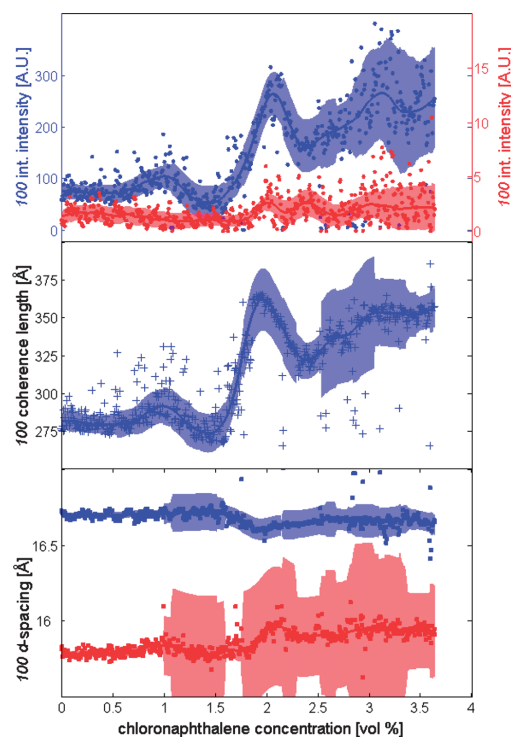 100 int. intensity [A.U.]
300
200
100
0
15
10
5
0
100 int. intensity [A.U.]
100 coherence length [Å]
375
350
325
300
275
100 d-spacing [Å]
16.5
16
0 0.5 1 1.5 2 2.5 3 3.5 4
chloronaphthalene concentration [vol %]